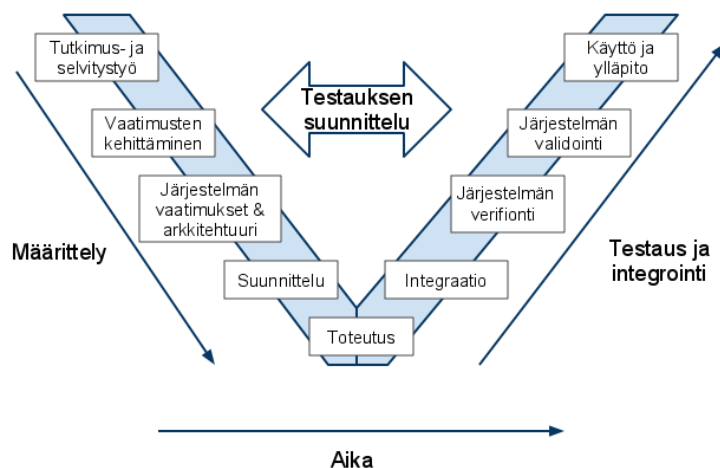 Tutkimus- ja
selvitystyö
Käyttö ja
ylläpito
Testauksen
suunnittelu
Vaatimusten
kehittäminen
Järjestelmän
validointi
Järjestelmän
vaatimukset &
arkkitehtuuri
Järjestelmän
verifionti
Määrittely
Testaus ja
integrointi
Suunnittelu
Integraatio
Toteutus
Aika